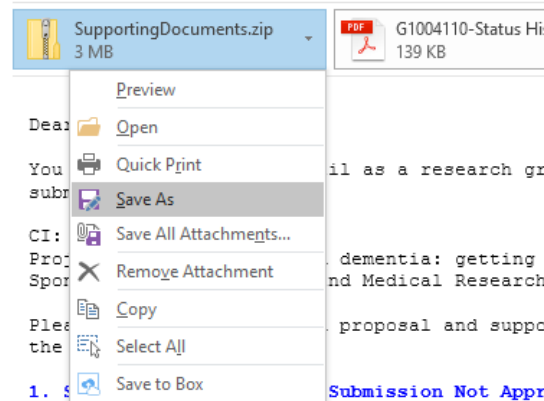 SupportingDocuments.zip
3 MB
PDF
G1004110-Status His
139 KB
Preview
Open
Quick Print
Save As
Save All Attachments...
Remove Attachment
Copy
Select All
Save to Box
Dear
You il as a research gr
subm
CI:
Proj dementia: getting
Spon nd Medical Research
Plea proposal and suppo
the
1. S Submission Not Appr